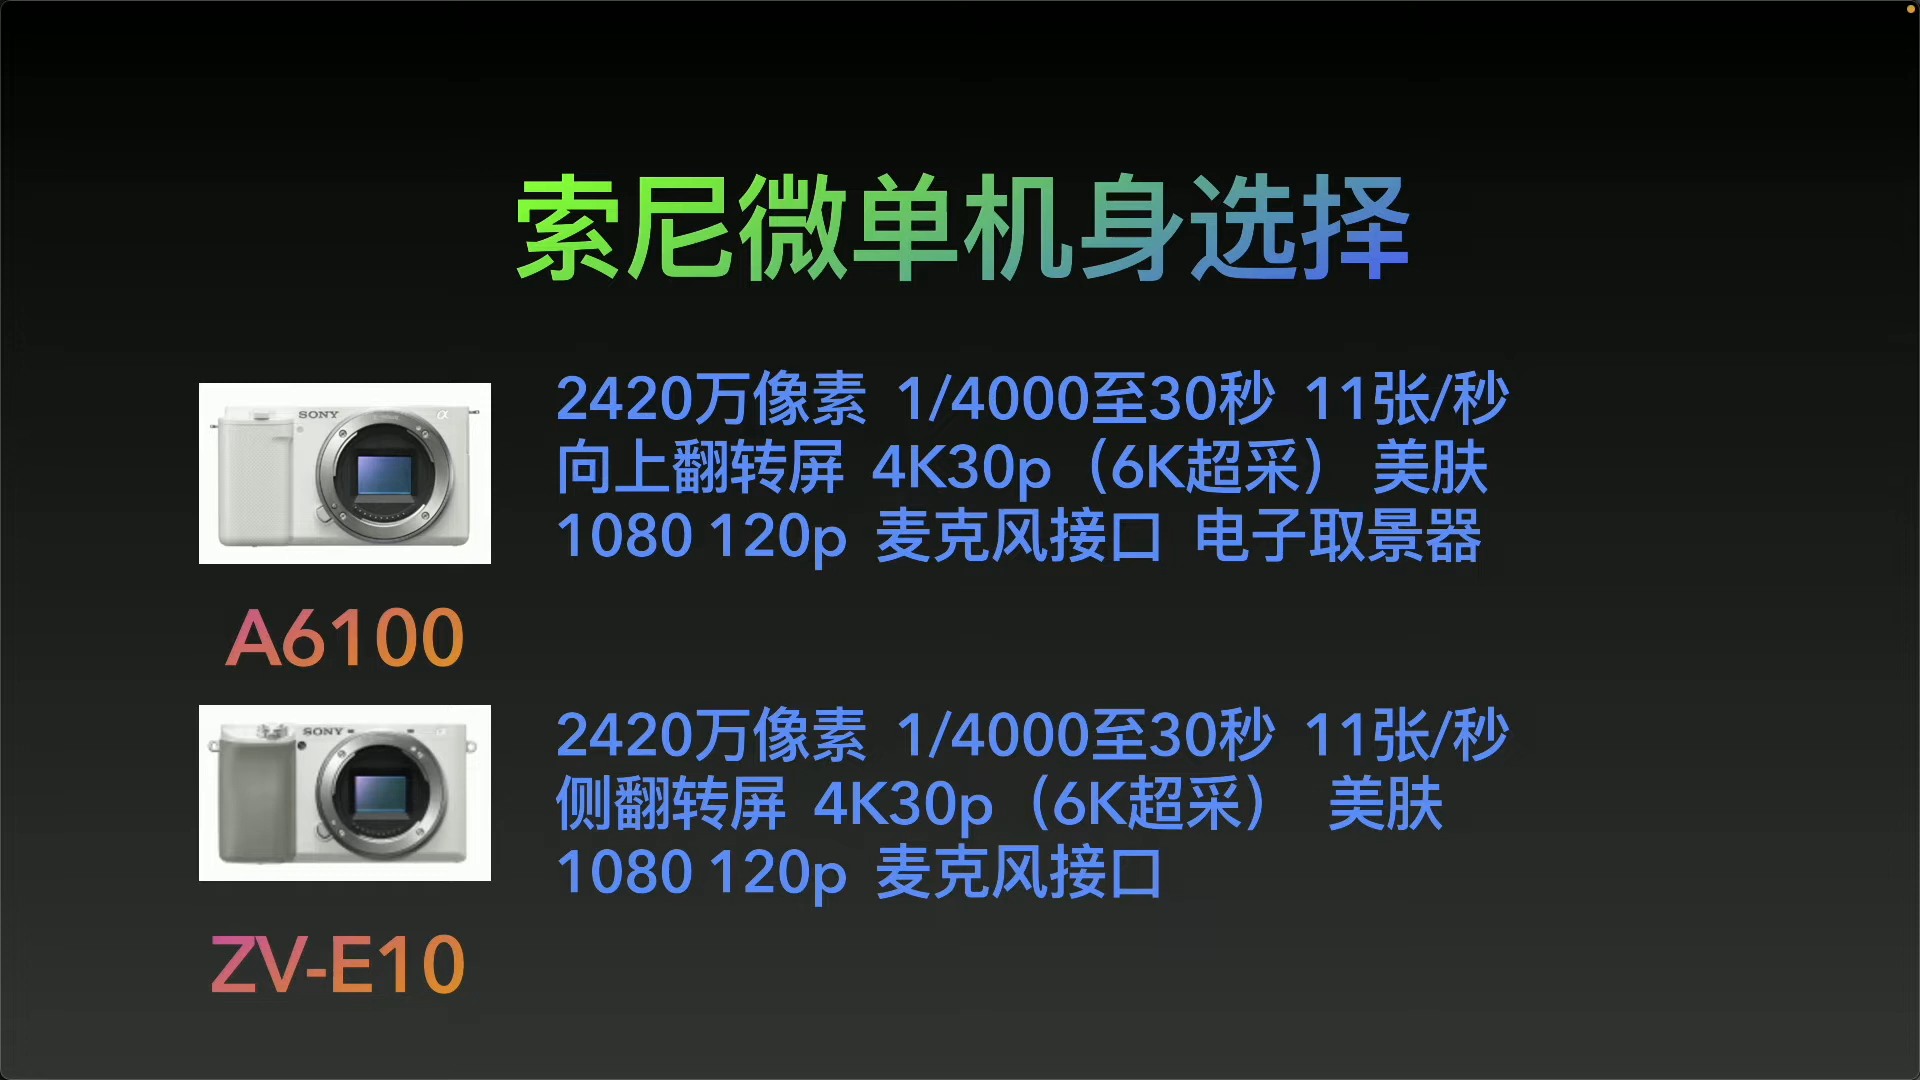 索尼微单机身选择
SONY α
2420万像素 1/4000至30秒 11张/秒
向上翻转屏 4K30p（6K超采） 美肤
1080 120p 麦克风接口 电子取景器
A6100
SONY α
2420万像素 1/4000至30秒 11张/秒
侧翻转屏 4K30p（6K超采） 美肤
1080 120p 麦克风接口
ZV-E10